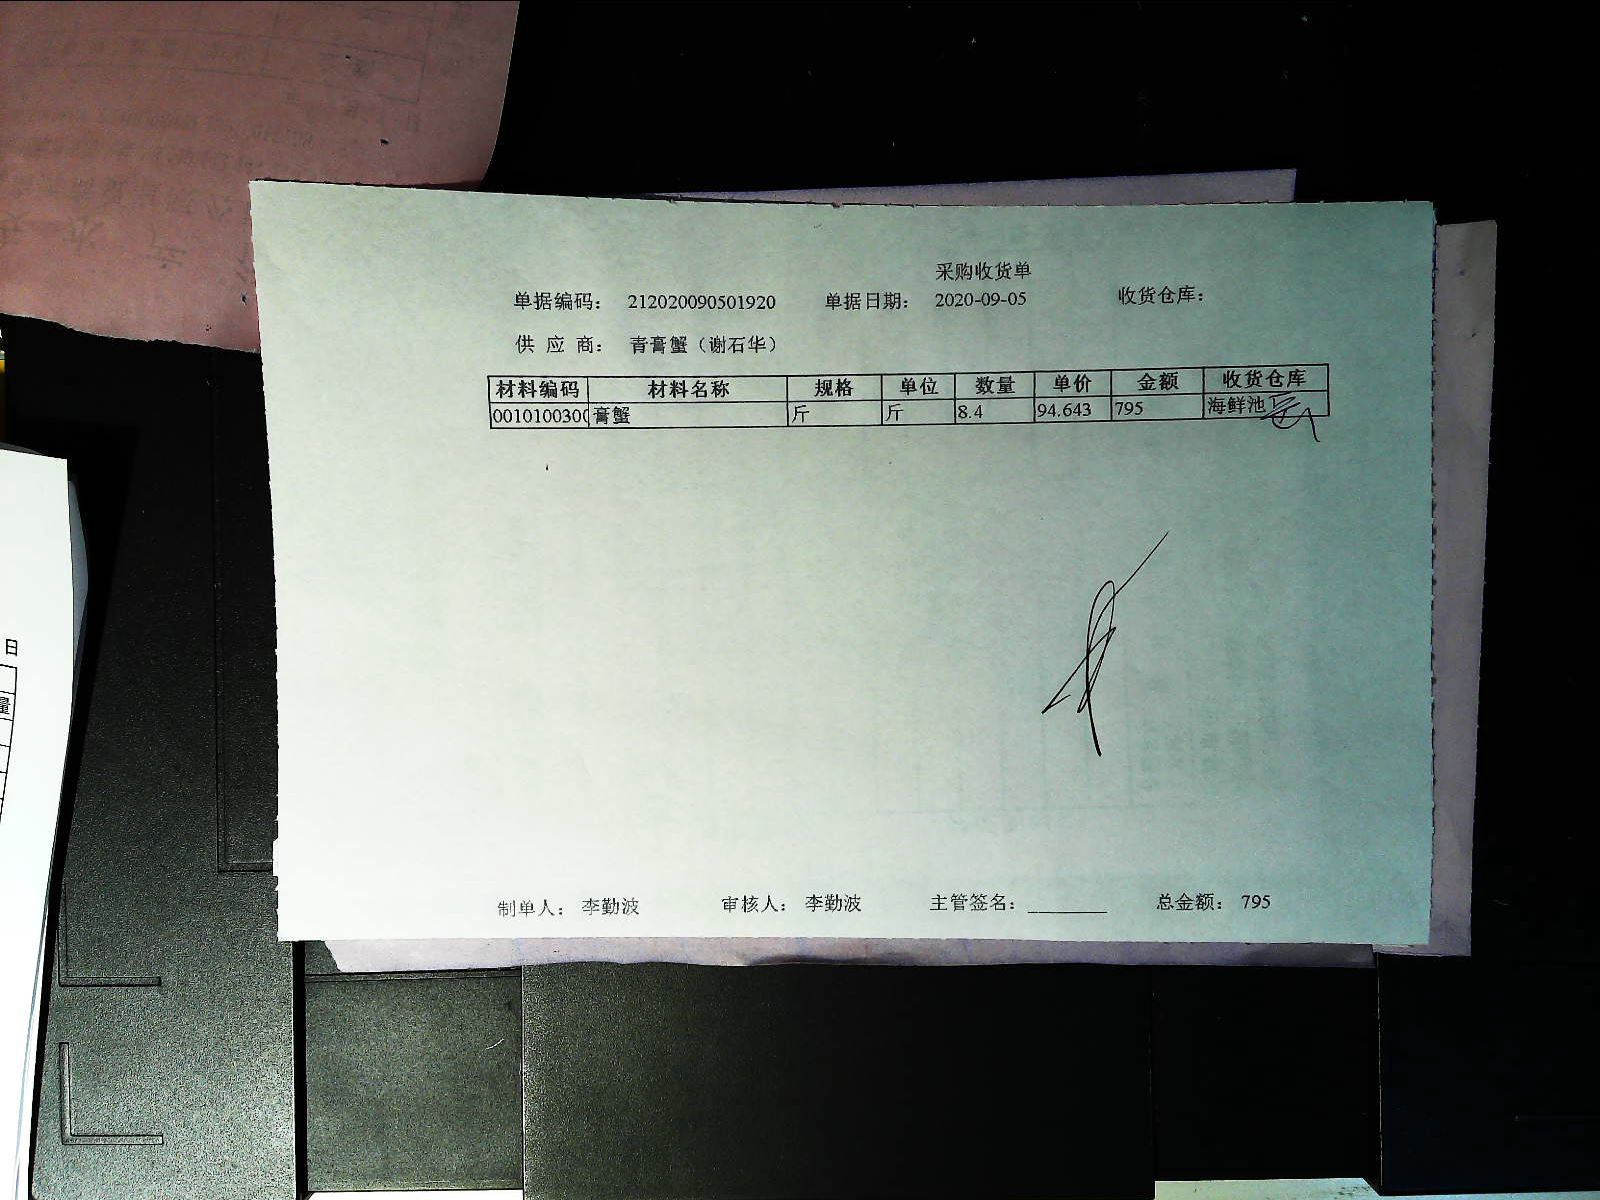 采购收货单
单据编码： 212020090501920 单据日期： 2020-09-05 收货仓库：
供 应 商： 青膏蟹（谢石华）
材料编码 材料名称 规格 单位 数量 单价 金额 收货仓库
0010100300 膏蟹 斤 斤 8.4 94.643 795 海鲜池
制单人： 李勤波 审核人： 李勤波 主管签名：________ 总金额： 795
日
量